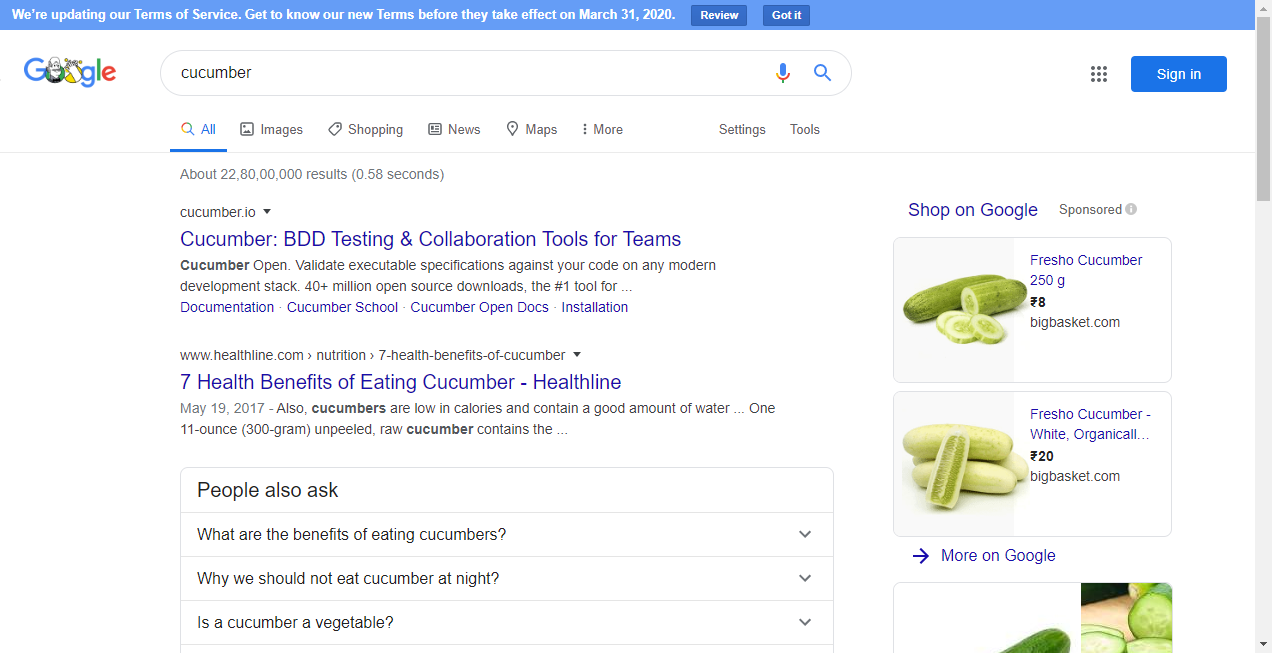 We're updating our Terms of Service. Get to know our new Terms before they take effect on March 31, 2020. Review Got it
Google
cucumber
Sign in
All Images Shopping News Maps More Settings Tools
About 22,80,00,000 results (0.58 seconds)
cucumber.io
Cucumber: BDD Testing & Collaboration Tools for Teams
Cucumber Open. Validate executable specifications against your code on any modern
development stack. 40+ million open source downloads, the #1 tool for ...
Documentation · Cucumber School · Cucumber Open Docs · Installation
www.healthline.com › nutrition › 7-health-benefits-of-cucumber
7 Health Benefits of Eating Cucumber - Healthline
May 19, 2017 - Also, cucumbers are low in calories and contain a good amount of water ... One
11-ounce (300-gram) unpeeled, raw cucumber contains the ...
People also ask
What are the benefits of eating cucumbers?
Why we should not eat cucumber at night?
Is a cucumber a vegetable?
Shop on Google Sponsored
Fresho Cucumber
250 g
₹8
bigbasket.com
Fresho Cucumber -
White, Organicall...
₹20
bigbasket.com
More on Google